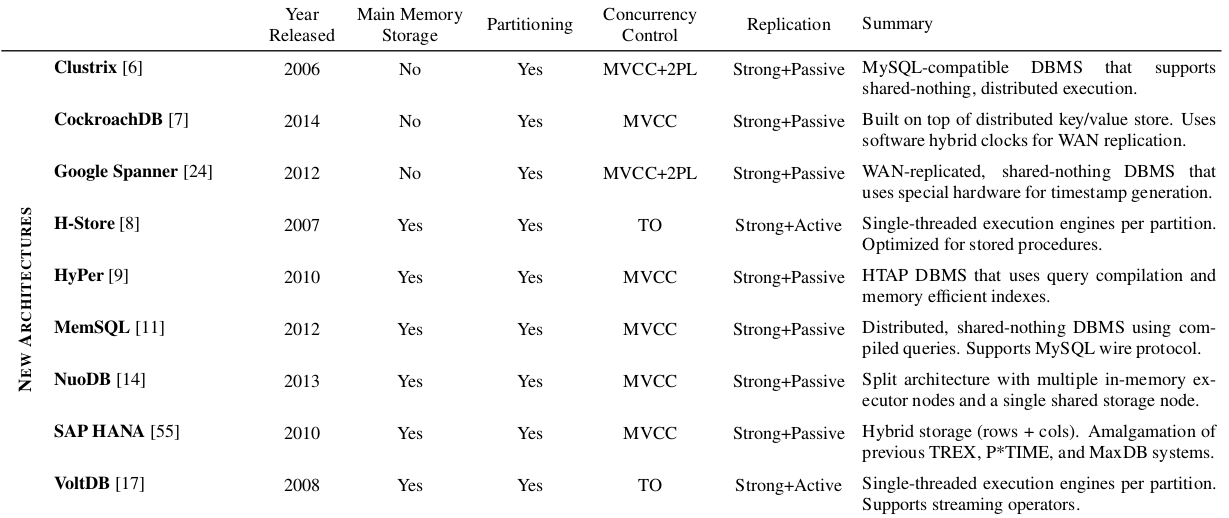 Year Released Main Memory Storage Partitioning Concurrency Control Replication Summary
NEW ARCHITECTURES
Clustrix [6] 2006 No Yes MVCC+2PL Strong+Passive MySQL-compatible DBMS that supports
shared-nothing, distributed execution.
CockroachDB [7] 2014 No Yes MVCC Strong+Passive Built on top of distributed key/value store. Uses
software hybrid clocks for WAN replication.
Google Spanner [24] 2012 No Yes MVCC+2PL Strong+Passive WAN-replicated, shared-nothing DBMS that
uses special hardware for timestamp generation.
H-Store [8] 2007 Yes Yes TO Strong+Active Single-threaded execution engines per partition.
Optimized for stored procedures.
HyPer [9] 2010 Yes Yes MVCC Strong+Passive HTAP DBMS that uses query compilation and
memory efficient indexes.
MemSQL [11] 2012 Yes Yes MVCC Strong+Passive Distributed, shared-nothing DBMS using com-
piled queries. Supports MySQL wire protocol.
NuoDB [14] 2013 Yes Yes MVCC Strong+Passive Split architecture with multiple in-memory ex-
ecutor nodes and a single shared storage node.
SAP HANA [55] 2010 Yes Yes MVCC Strong+Passive Hybrid storage (rows + cols). Amalgamation of
previous TREX, P*TIME, and MaxDB systems.
VoltDB [17] 2008 Yes Yes TO Strong+Active Single-threaded execution engines per partition.
Supports streaming operators.